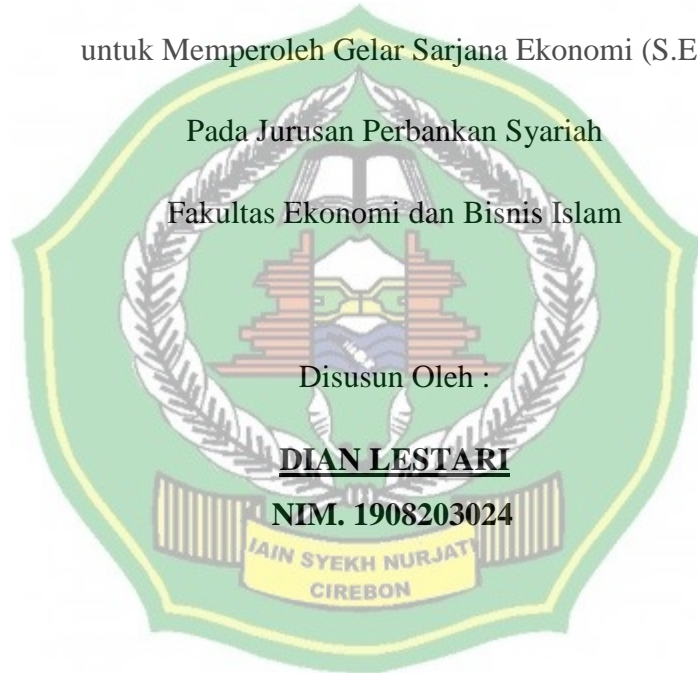 untuk Memperoleh Gelar Sarjana Ekonomi (S.E
Pada Jurusan Perbankan Syariah
Fakultas Ekonomi dan Bisnis Islam
Disusun Oleh :
DIAN LESTARI
NIM. 1908203024
IAIN SYEKH NURJATI
CIREBON